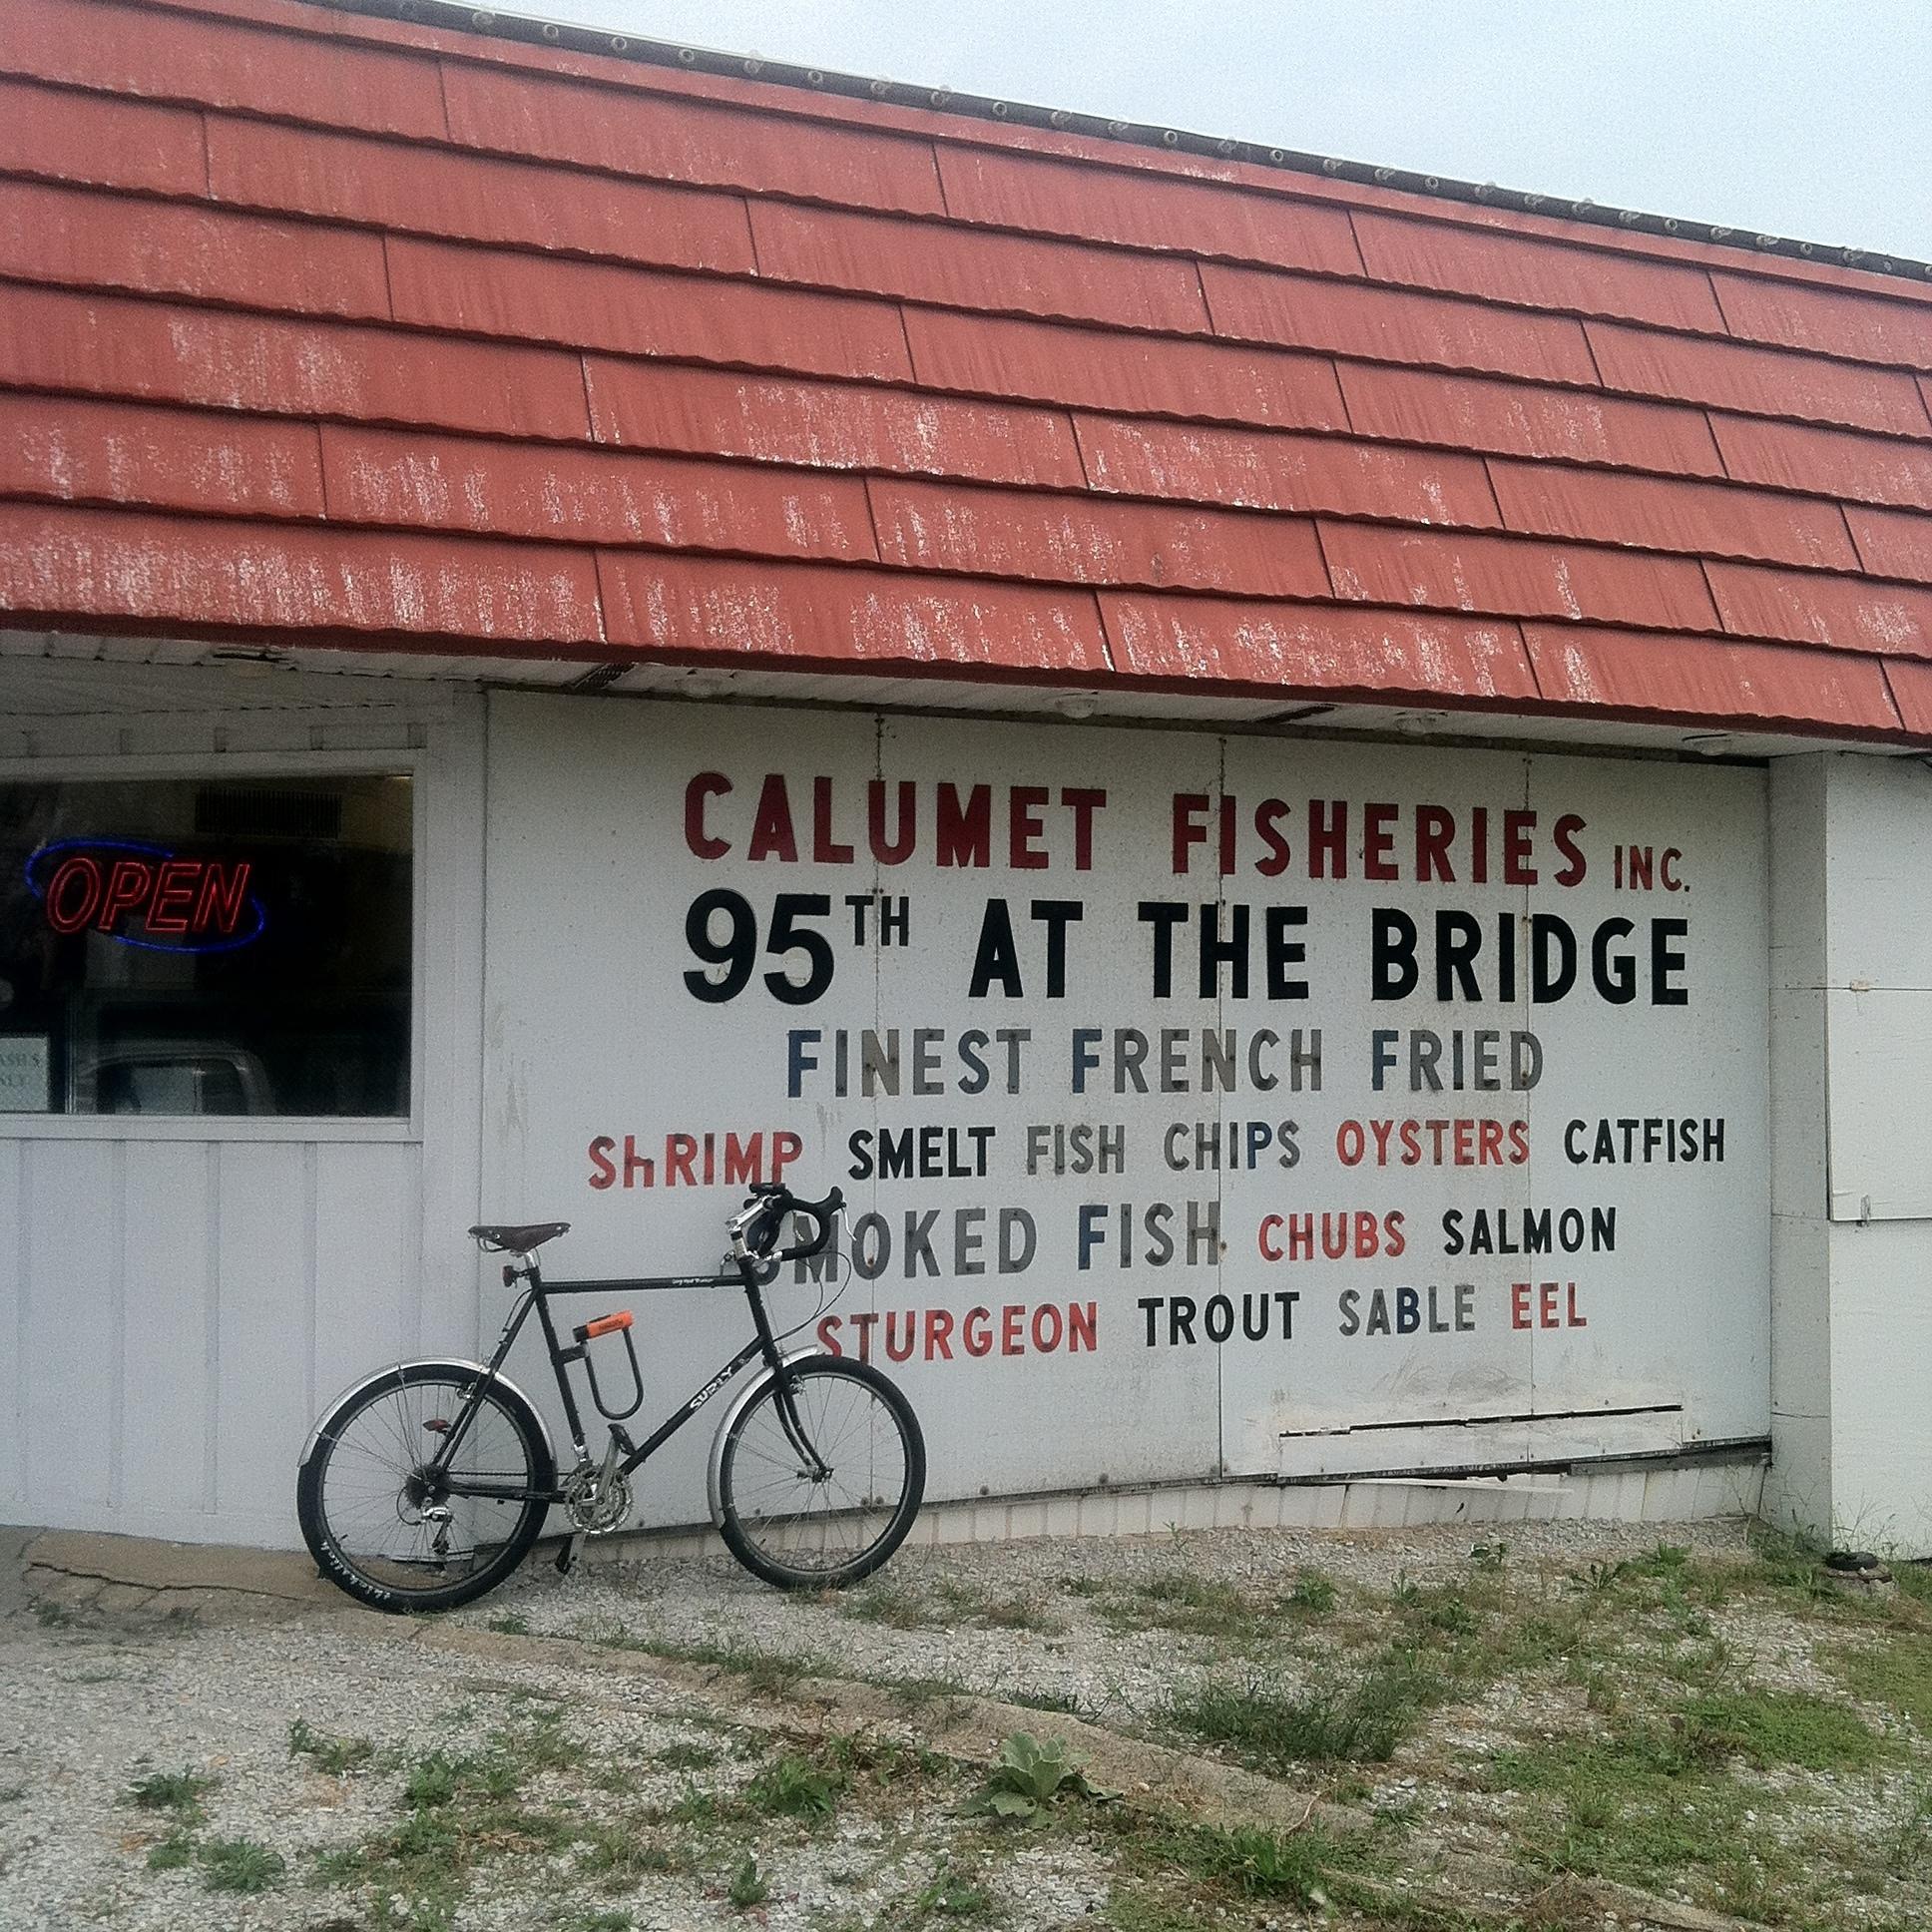 CALUMET FISHERIES INC.
95TH AT THE BRIDGE
FINEST FRENCH FRIED
ShRIMP SMELT FISH CHIPS OYSTERS CATFISH
SMOKED FISH CHUBS SALMON
STURGEON TROUT SABLE EEL
OPEN
SURLY